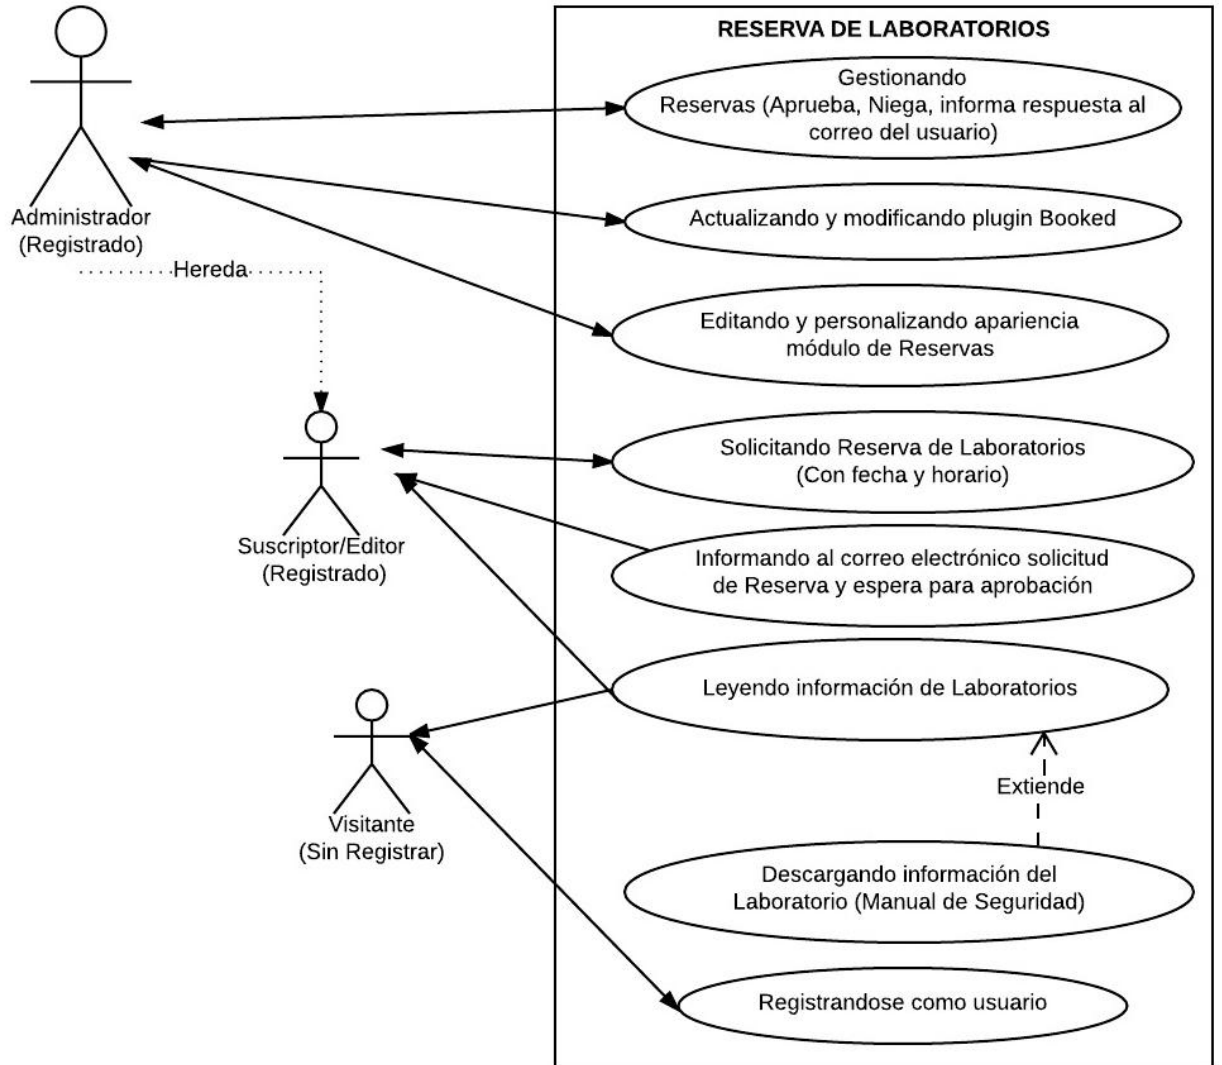 RESERVA DE LABORATORIOS
Gestionando
Reservas (Aprueba, Niega, informa respuesta al
correo del usuario)
Actualizando y modificando plugin Booked
Administrador
(Registrado)
Hereda
Editando y personalizando apariencia
módulo de Reservas
Solicitando Reserva de Laboratorios
(Con fecha y horario)
Suscriptor/Editor
(Registrado)
Informando al correo electrónico solicitud
de Reserva y espera para aprobación
Leyendo información de Laboratorios
Visitante
(Sin Registrar)
Extiende
Descargando información del
Laboratorio (Manual de Seguridad)
Registrandose como usuario